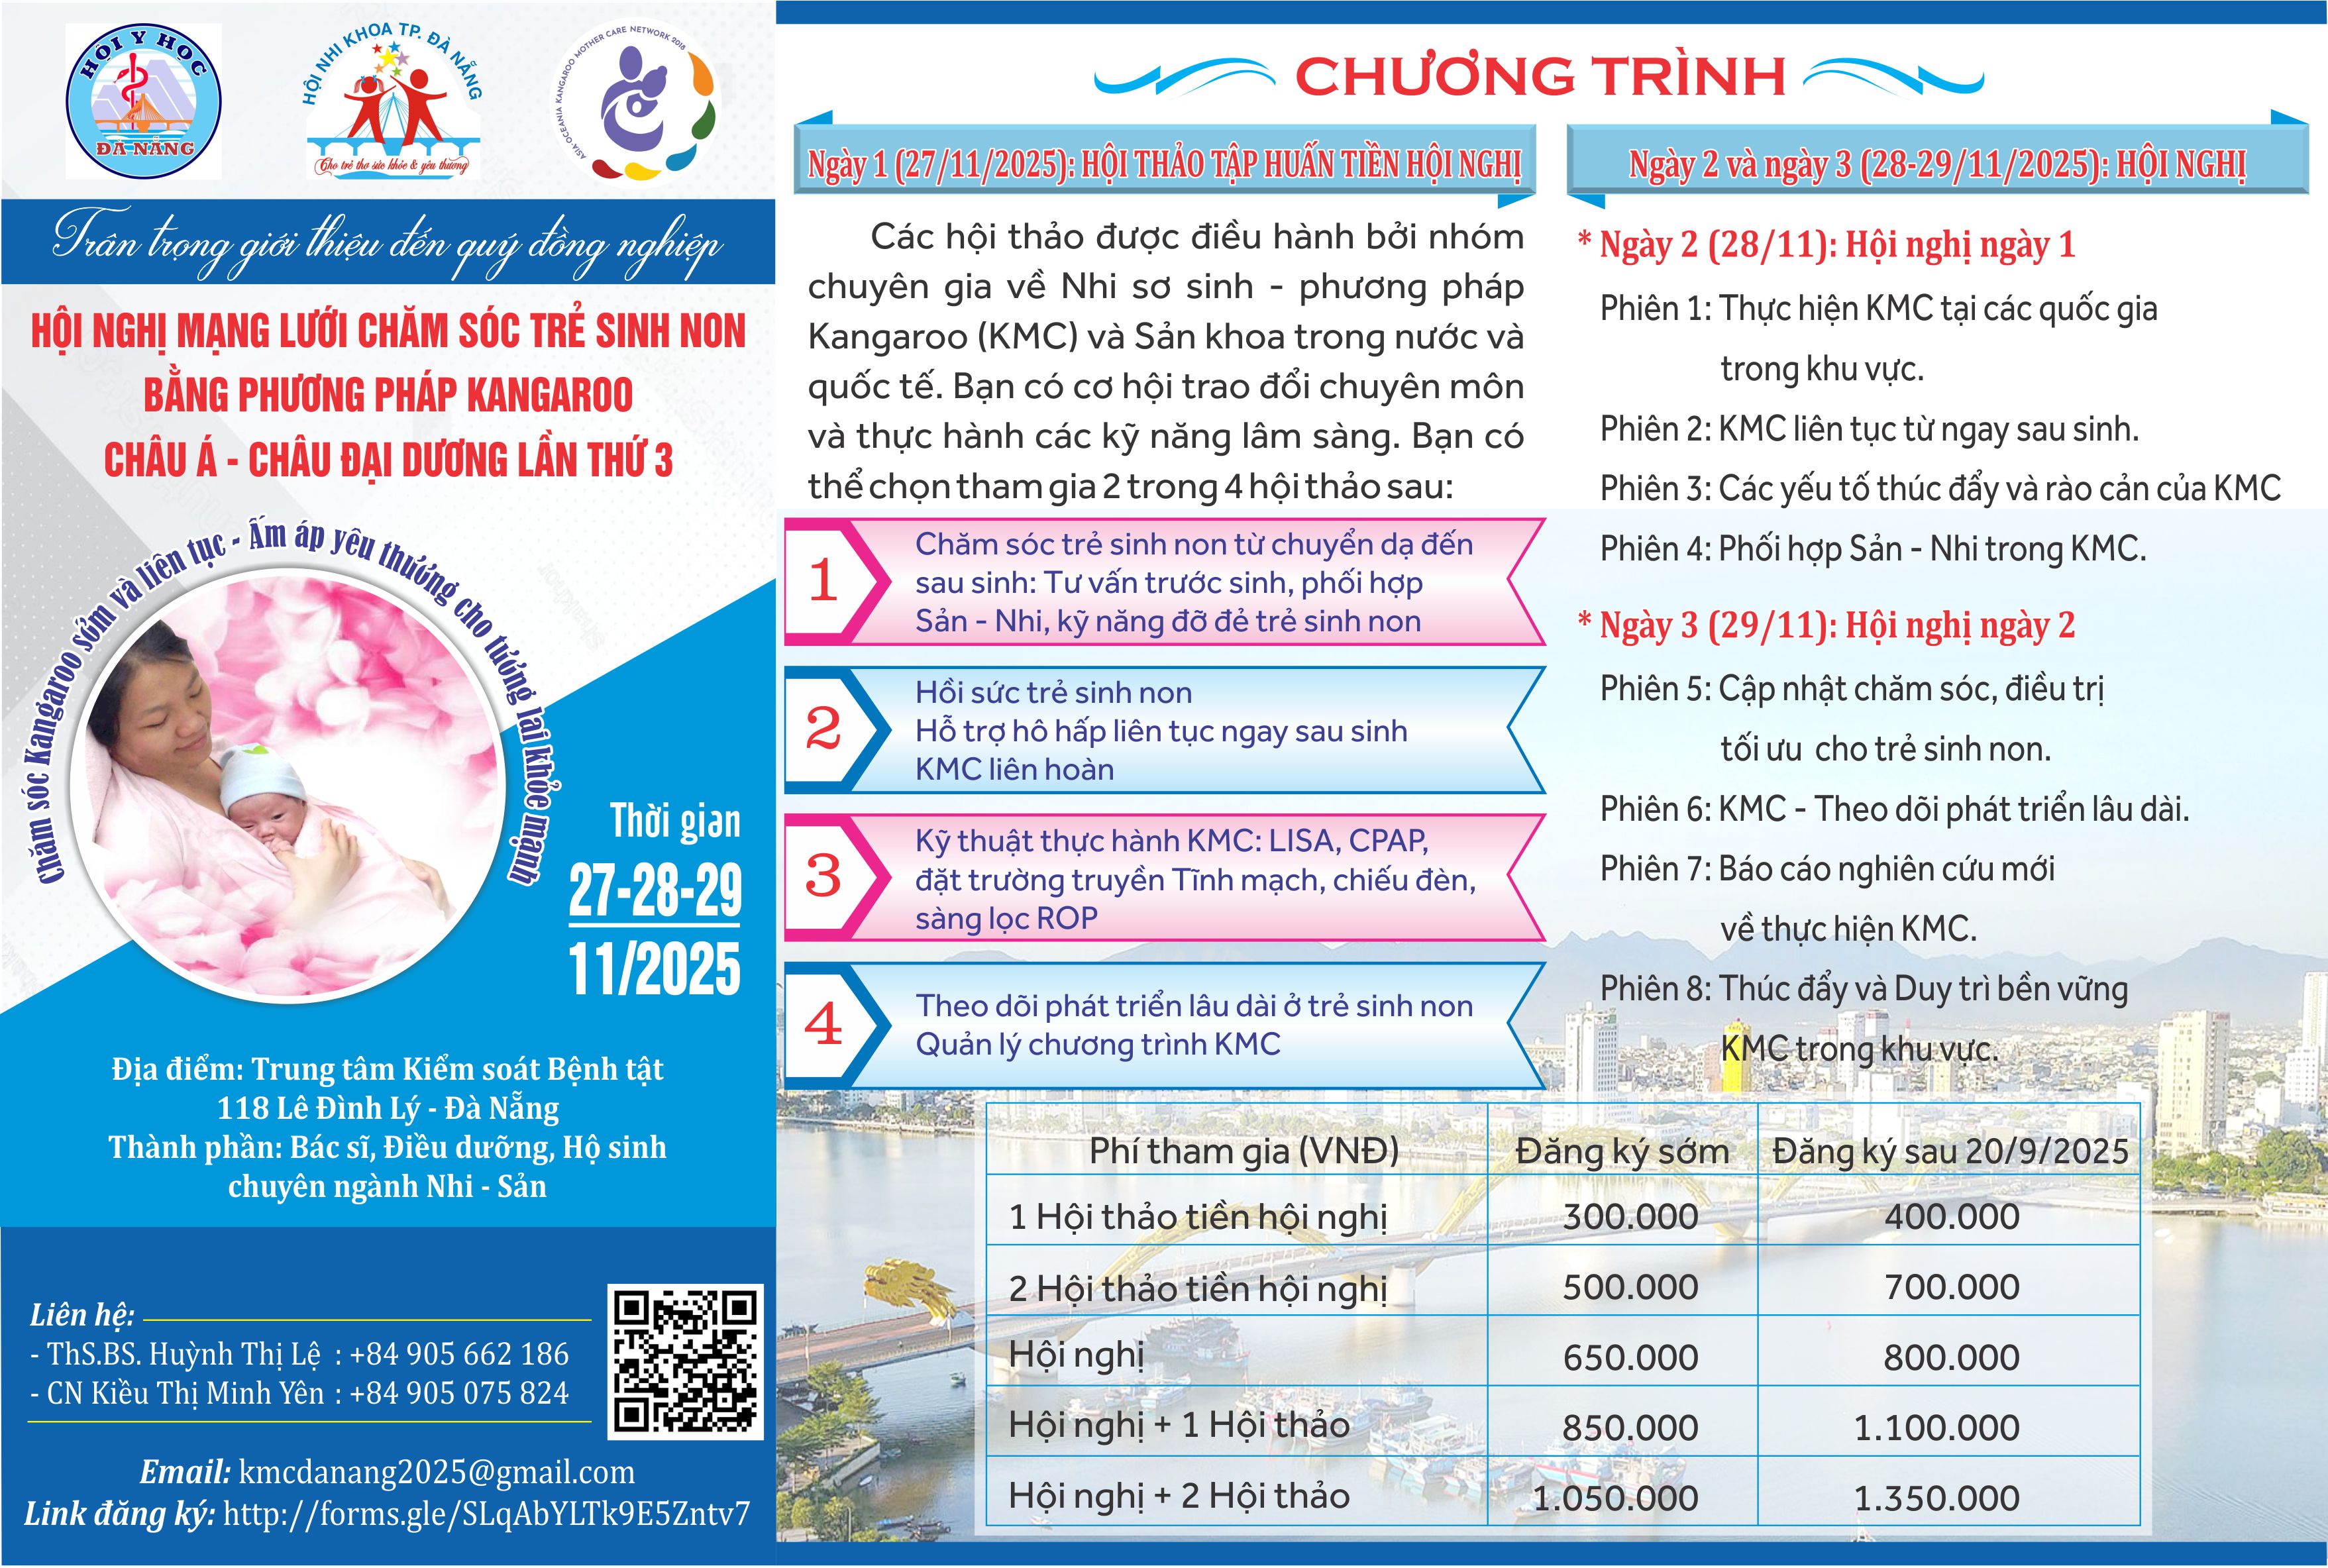 HỘI Y HỌC
ĐÀ NẴNG
HỘI NHI KHOA TP. ĐÀ NẴNG
Cho trẻ thơ sức khỏe & yêu thương
ASIA-OCEANIA KANGAROO MOTHER CARE NETWORK 2016
Trân trọng giới thiệu đến quý đồng nghiệp
HỘI NGHỊ MẠNG LƯỚI CHĂM SÓC TRẺ SINH NON
BẰNG PHƯƠNG PHÁP KANGAROO
CHÂU Á - CHÂU ĐẠI DƯƠNG LẦN THỨ 3
Chăm sóc Kangaroo sớm và liên tục - Ấm áp yêu thương cho tương lai khỏe mạnh
Thời gian
27-28-29
11/2025
Địa điểm: Trung tâm Kiểm soát Bệnh tật
118 Lê Đình Lý - Đà Nẵng
Thành phần: Bác sĩ, Điều dưỡng, Hộ sinh
chuyên ngành Nhi - Sản
Liên hệ:
- ThS.BS. Huỳnh Thị Lệ : +84 905 662 186
- CN Kiều Thị Minh Yên : +84 905 075 824
Email: kmcdanang2025@gmail.com
Link đăng ký: http://forms.gle/SLqAbYLTk9E5Zntv7
CHƯƠNG TRÌNH
Ngày 1 (27/11/2025): HỘI THẢO TẬP HUẤN TIỀN HỘI NGHỊ
Các hội thảo được điều hành bởi nhóm
chuyên gia về Nhi sơ sinh - phương pháp
Kangaroo (KMC) và Sản khoa trong nước và
quốc tế. Bạn có cơ hội trao đổi chuyên môn
và thực hành các kỹ năng lâm sàng. Bạn có
thể chọn tham gia 2 trong 4 hội thảo sau:
1
Chăm sóc trẻ sinh non từ chuyển dạ đến
sau sinh: Tư vấn trước sinh, phối hợp
Sản - Nhi, kỹ năng đỡ đẻ trẻ sinh non
2
Hồi sức trẻ sinh non
Hỗ trợ hô hấp liên tục ngay sau sinh
KMC liên hoàn
3
Kỹ thuật thực hành KMC: LISA, CPAP,
đặt trường truyền Tĩnh mạch, chiếu đèn,
sàng lọc ROP
4
Theo dõi phát triển lâu dài ở trẻ sinh non
Quản lý chương trình KMC
Ngày 2 và ngày 3 (28-29/11/2025): HỘI NGHỊ
* Ngày 2 (28/11): Hội nghị ngày 1
Phiên 1: Thực hiện KMC tại các quốc gia
trong khu vực.
Phiên 2: KMC liên tục từ ngay sau sinh.
Phiên 3: Các yếu tố thúc đẩy và rào cản của KMC
Phiên 4: Phối hợp Sản - Nhi trong KMC.
* Ngày 3 (29/11): Hội nghị ngày 2
Phiên 5: Cập nhật chăm sóc, điều trị
tối ưu cho trẻ sinh non.
Phiên 6: KMC - Theo dõi phát triển lâu dài.
Phiên 7: Báo cáo nghiên cứu mới
về thực hiện KMC.
Phiên 8: Thúc đẩy và Duy trì bền vững
KMC trong khu vực.
Phí tham gia (VNĐ) Đăng ký sớm Đăng ký sau 20/9/2025
1 Hội thảo tiền hội nghị 300.000 400.000
2 Hội thảo tiền hội nghị 500.000 700.000
Hội nghị 650.000 800.000
Hội nghị + 1 Hội thảo 850.000 1.100.000
Hội nghị + 2 Hội thảo 1.050.000 1.350.000